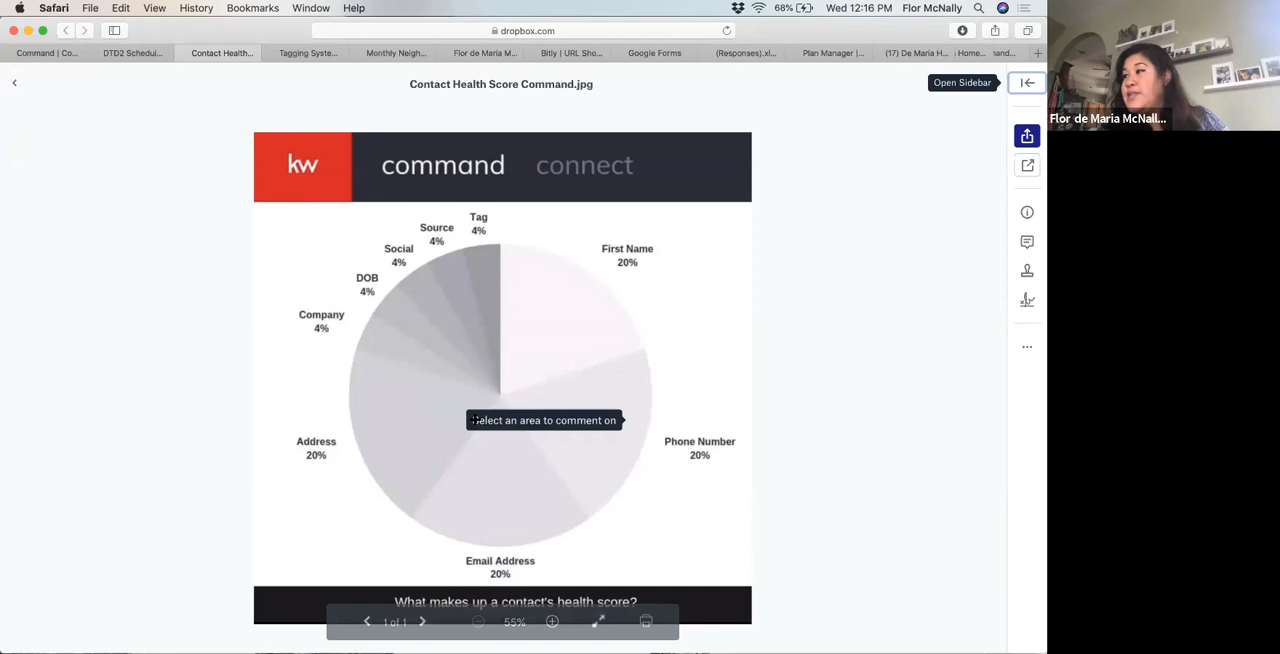 Safari File Edit View History Bookmarks Window Help
68% Wed 12:16 PM Flor McNally
dropbox.com
Command | Co... DTD2 Schedul... Contact Health... Tagging Syste... Monthly Neigh... Flor de Maria M... Bitly | URL Sho... Google Forms (Responses).xl... Plan Manager |... (17) De Maria H... Home... nand...
Contact Health Score Command.jpg
Open Sidebar
kw command connect
Tag
4%
Source
4%
Social
4%
DOB
4%
Company
4%
First Name
20%
Select an area to comment on
Address
20%
Phone Number
20%
Email Address
20%
What makes up a contact's health score?
1 of 1 55%
Flor de Maria McNall...